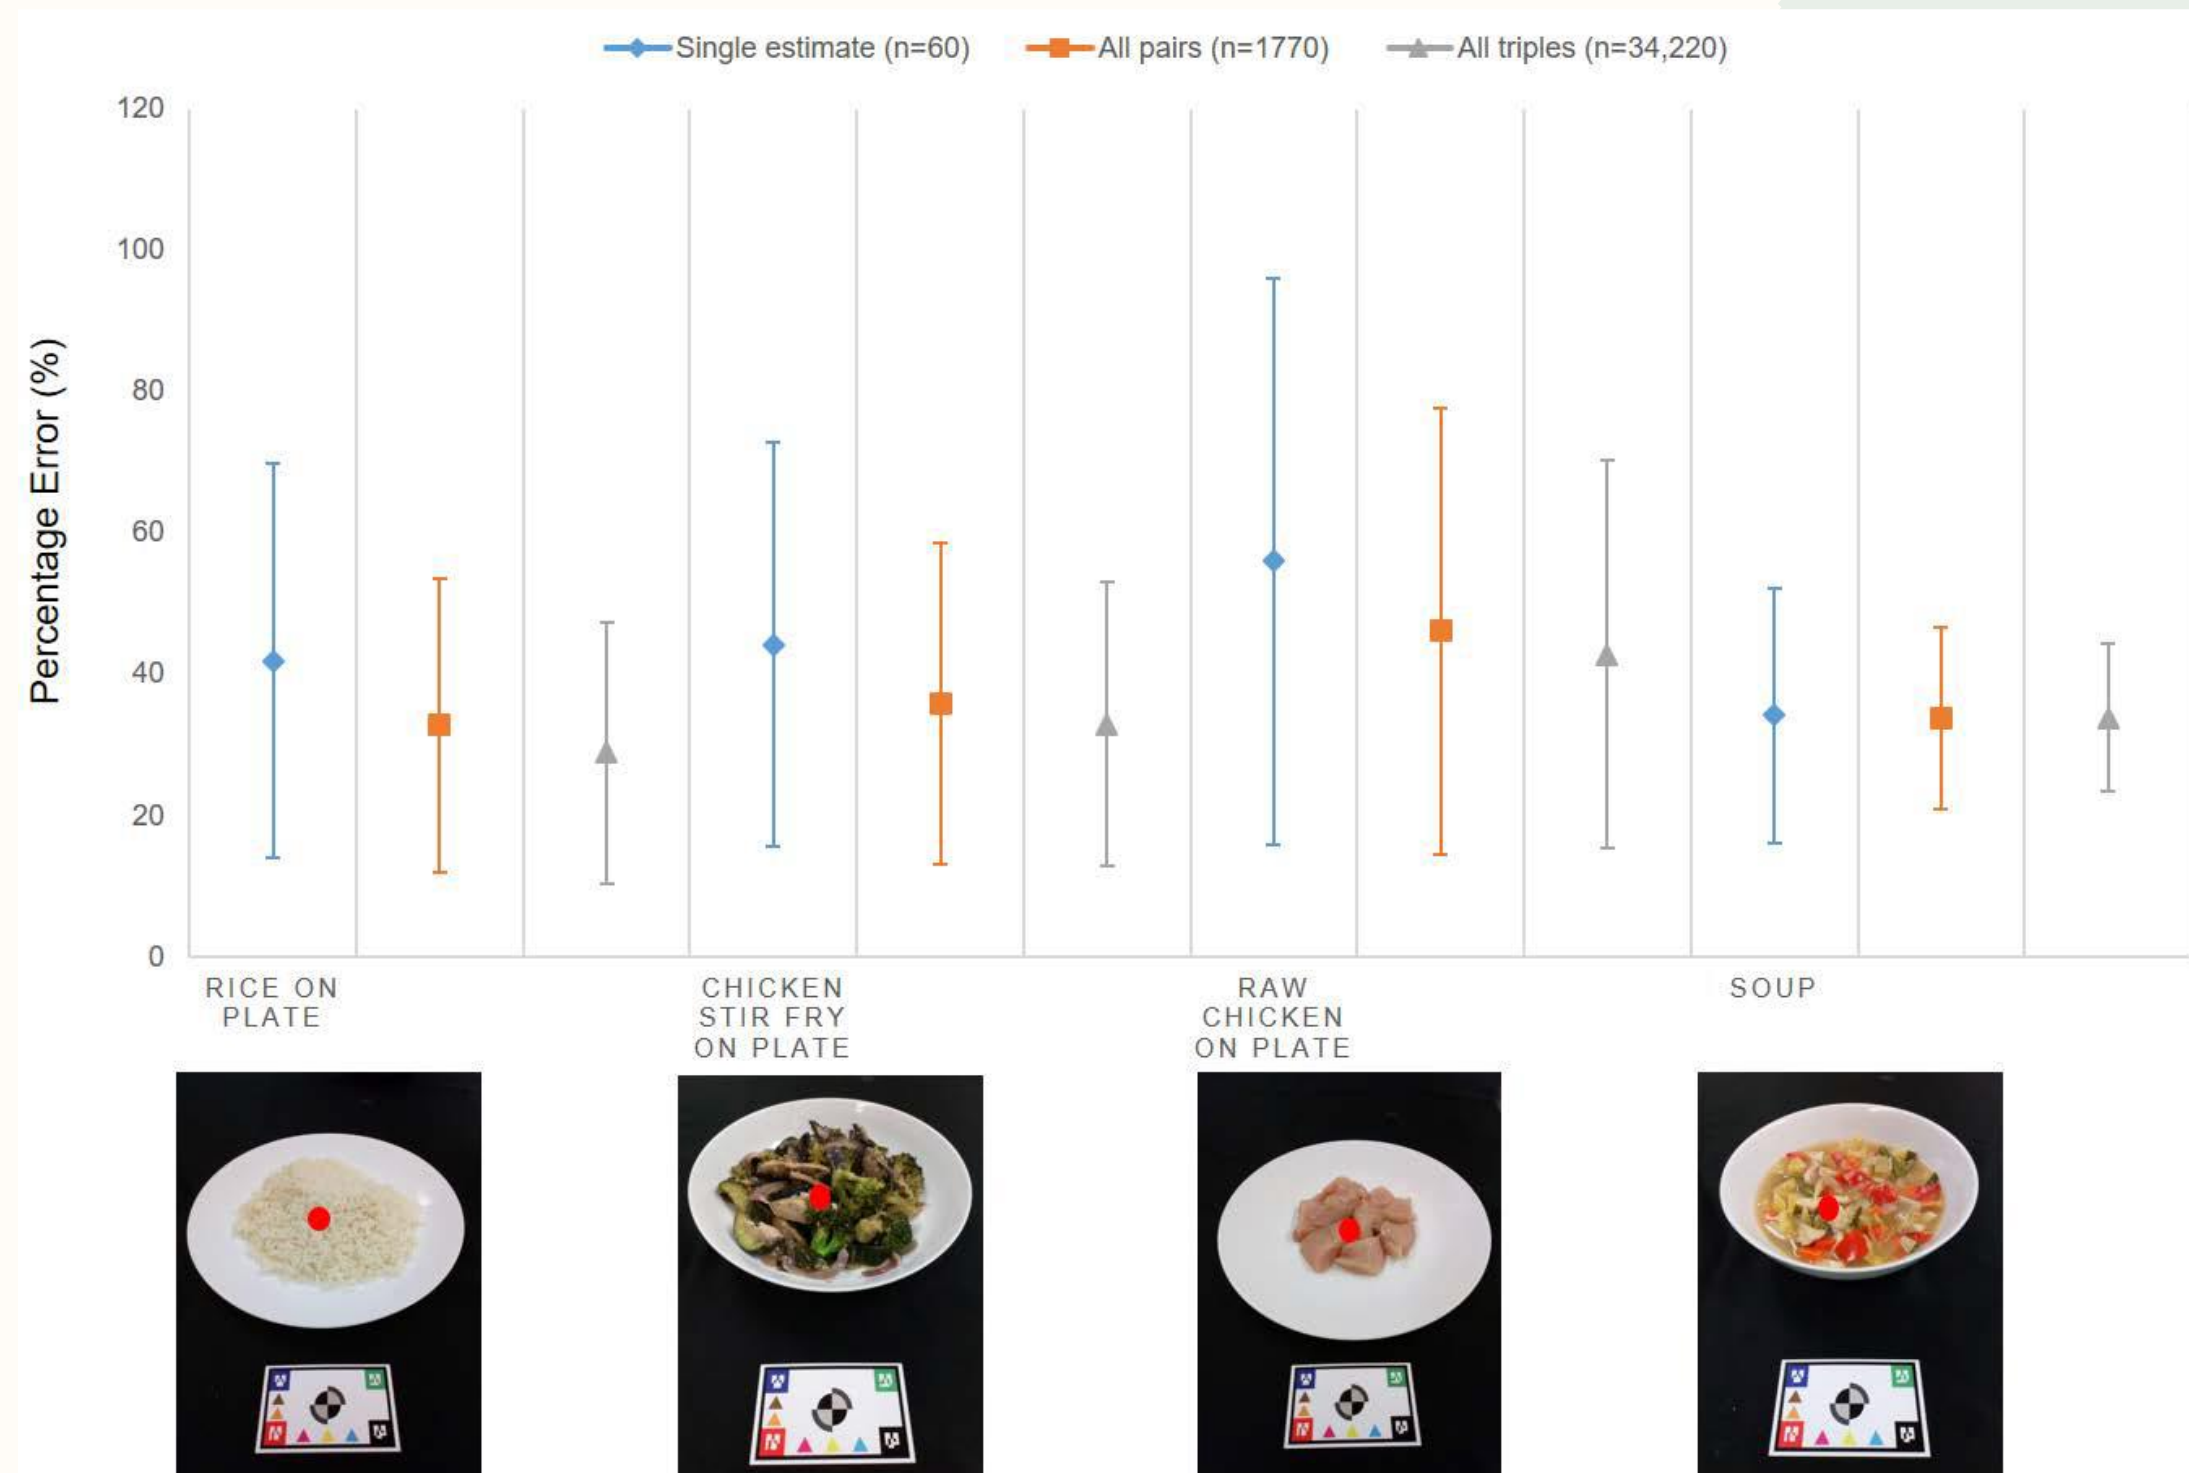 Single estimate (n=60)
All pairs (n=1770)
All triples (n=34,220)
120
100
80
60
40
20
0
Percentage Error (%)
RICE ON
PLATE
CHICKEN
STIR FRY
ON PLATE
RAW
CHICKEN
ON PLATE
SOUP